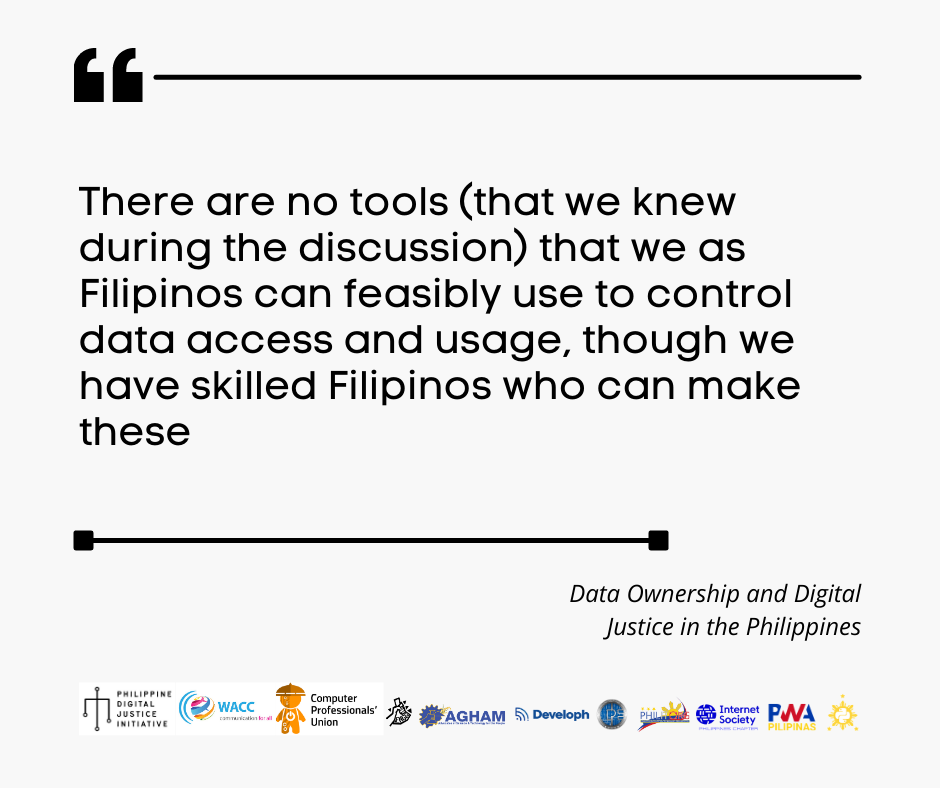 There are no tools (that we knew
during the discussion) that we as
Filipinos can feasibly use to control
data access and usage, though we
have skilled Filipinos who can make
these
Data Ownership and Digital
Justice in the Philippines
PHILIPPINE
DIGITAL
JUSTICE
INITIATIVE
WACC
communication for all
Computer
Professionals'
Union
AGHAM
Developh
Internet
Society
PHILIPPINES CHAPTER
PWA
PILIPINAS